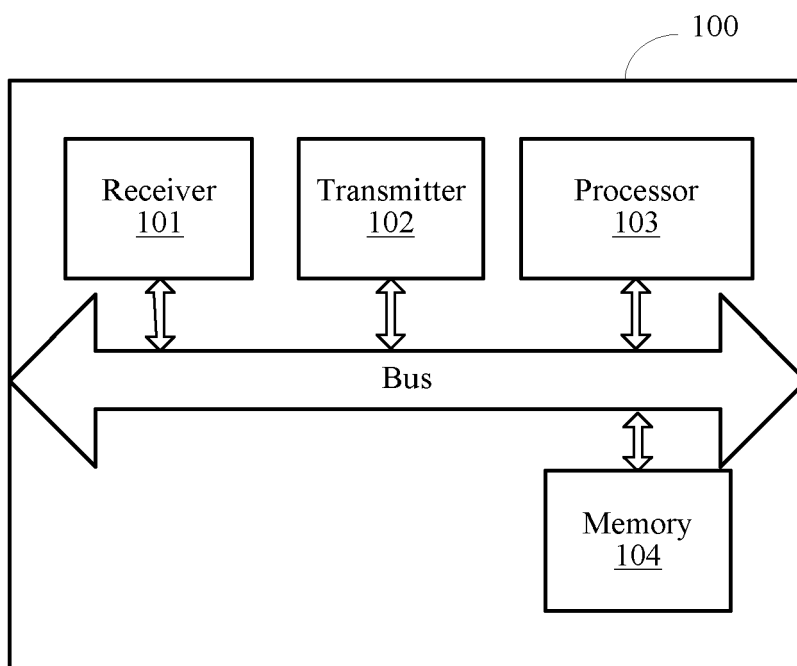 100
Receiver
101
Transmitter
102
Processor
103
Bus
Memory
104